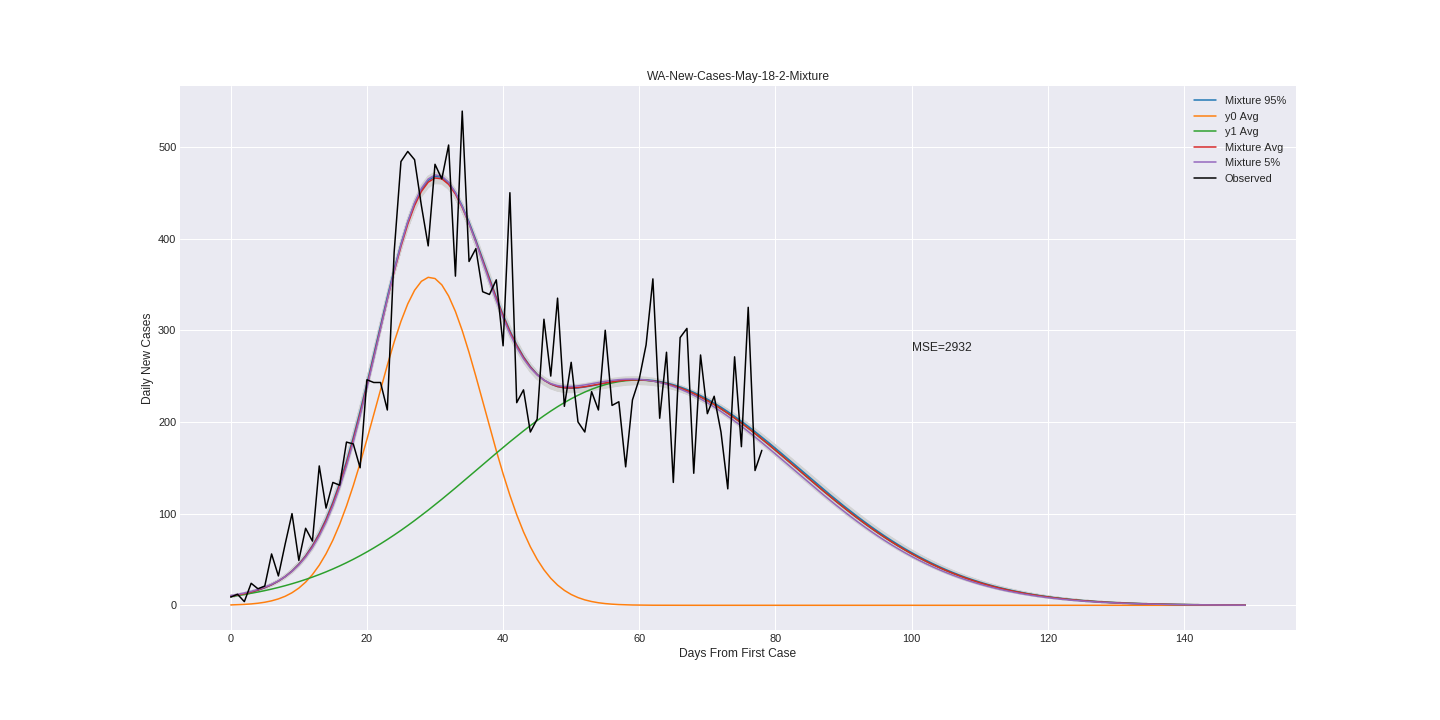 WA-New-Cases-May-18-2-Mixture
Mixture 95%
y0 Avg
y1 Avg
Mixture Avg
Mixture 5%
Observed
MSE=2932
Daily New Cases
500
400
300
200
100
0
0 20 40 60 80 100 120 140
Days From First Case